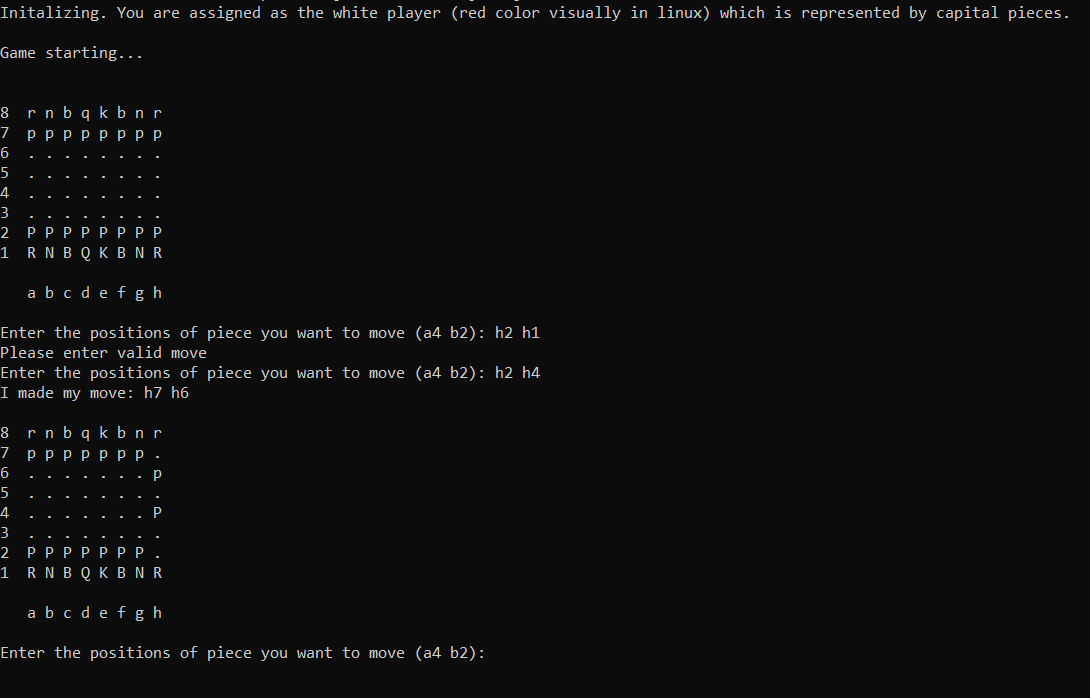 Initalizing. You are assigned as the white player (red color visually in linux) which is represented by capital pieces.
Game starting...
8  r n b q k b n r
7  p p p p p p p p
6  . . . . . . . .
5  . . . . . . . .
4  . . . . . . . .
3  . . . . . . . .
2  P P P P P P P P
1  R N B Q K B N R
   a b c d e f g h
Enter the positions of piece you want to move (a4 b2): h2 h1
Please enter valid move
Enter the positions of piece you want to move (a4 b2): h2 h4
I made my move: h7 h6
8  r n b q k b n r
7  p p p p p p p .
6  . . . . . . . p
5  . . . . . . . .
4  . . . . . . . P
3  . . . . . . . .
2  P P P P P P P .
1  R N B Q K B N R
   a b c d e f g h
Enter the positions of piece you want to move (a4 b2):